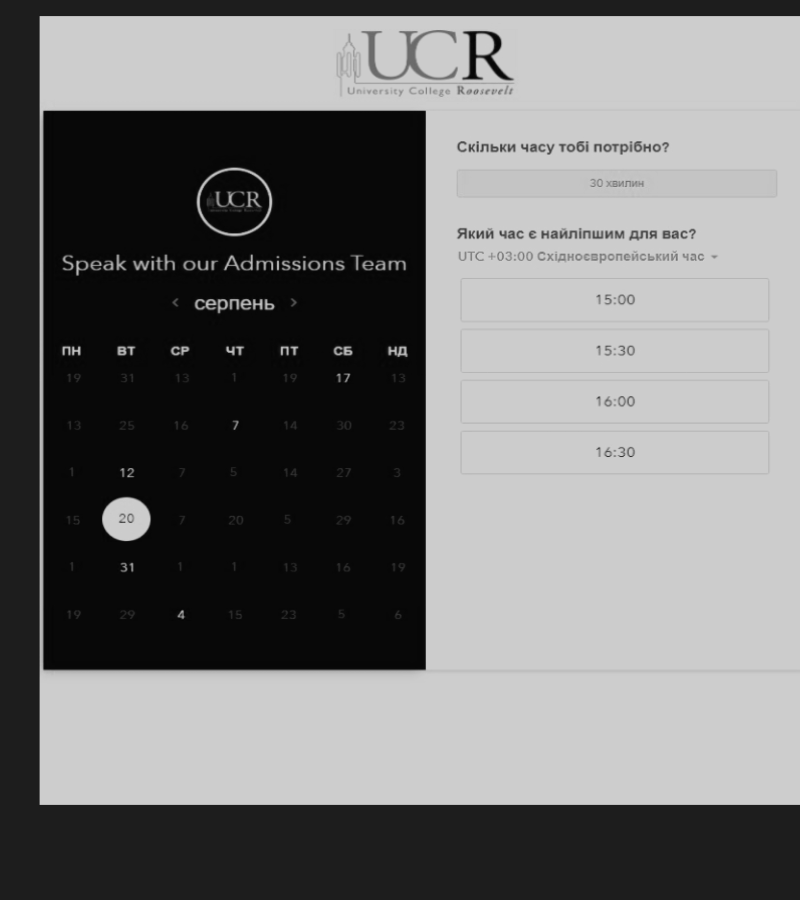 UCR
University College Roosevelt
UCR
Speak with our Admissions Team
< серпень >
ПН ВТ СР ЧТ ПТ СБ НД
19 31 13 1 19 17 13
13 25 16 7 14 30 23
1 12 7 5 14 27 3
15 20 7 20 5 29 16
1 31 1 1 13 16 19
19 29 4 15 23 5 6
Скільки часу тобі потрібно?
30 хвилин
Який час є найліпшим для вас?
UTC +03:00 Східноєвропейський час
15:00
15:30
16:00
16:30